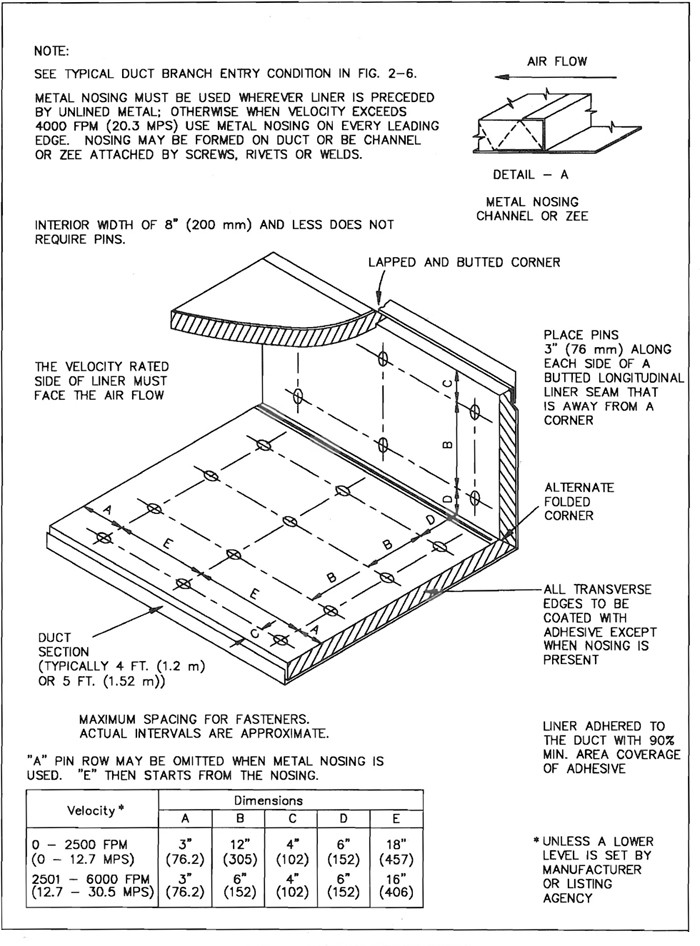 NOTE:
SEE TYPICAL DUCT BRANCH ENTRY CONDITION IN FIG. 2-6.
METAL NOSING MUST BE USED WHEREVER LINER IS PRECEDED
BY UNLINED METAL; OTHERWISE WHEN VELOCITY EXCEEDS
4000 FPM (20.3 MPS) USE METAL NOSING ON EVERY LEADING
EDGE. NOSING MAY BE FORMED ON DUCT OR BE CHANNEL
OR ZEE ATTACHED BY SCREWS, RIVETS OR WELDS.
AIR FLOW
DETAIL - A
METAL NOSING
CHANNEL OR ZEE
INTERIOR WIDTH OF 8" (200 mm) AND LESS DOES NOT
REQUIRE PINS.
LAPPED AND BUTTED CORNER
THE VELOCITY RATED
SIDE OF LINER MUST
FACE THE AIR FLOW
PLACE PINS
3" (76 mm) ALONG
EACH SIDE OF A
BUTTED LONGITUDINAL
LINER SEAM THAT
IS AWAY FROM A
CORNER
C
B
D
ALTERNATE
FOLDED
CORNER
A
E
E
C
A
B
B
D
ALL TRANSVERSE
EDGES TO BE
COATED WITH
ADHESIVE EXCEPT
WHEN NOSING IS
PRESENT
DUCT
SECTION
(TYPICALLY 4 FT. (1.2 m)
OR 5 FT. (1.52 m))
MAXIMUM SPACING FOR FASTENERS.
ACTUAL INTERVALS ARE APPROXIMATE.
LINER ADHERED TO
THE DUCT WITH 90%
MIN. AREA COVERAGE
OF ADHESIVE
"A" PIN ROW MAY BE OMITTED WHEN METAL NOSING IS
USED. "E" THEN STARTS FROM THE NOSING.
Velocity * Dimensions
A B C D E
0 - 2500 FPM 3" 12" 4" 6" 18"
(0 - 12.7 MPS) (76.2) (305) (102) (152) (457)
2501 - 6000 FPM 3" 6" 4" 6" 16"
(12.7 - 30.5 MPS) (76.2) (152) (102) (152) (406)
* UNLESS A LOWER
LEVEL IS SET BY
MANUFACTURER
OR LISTING
AGENCY